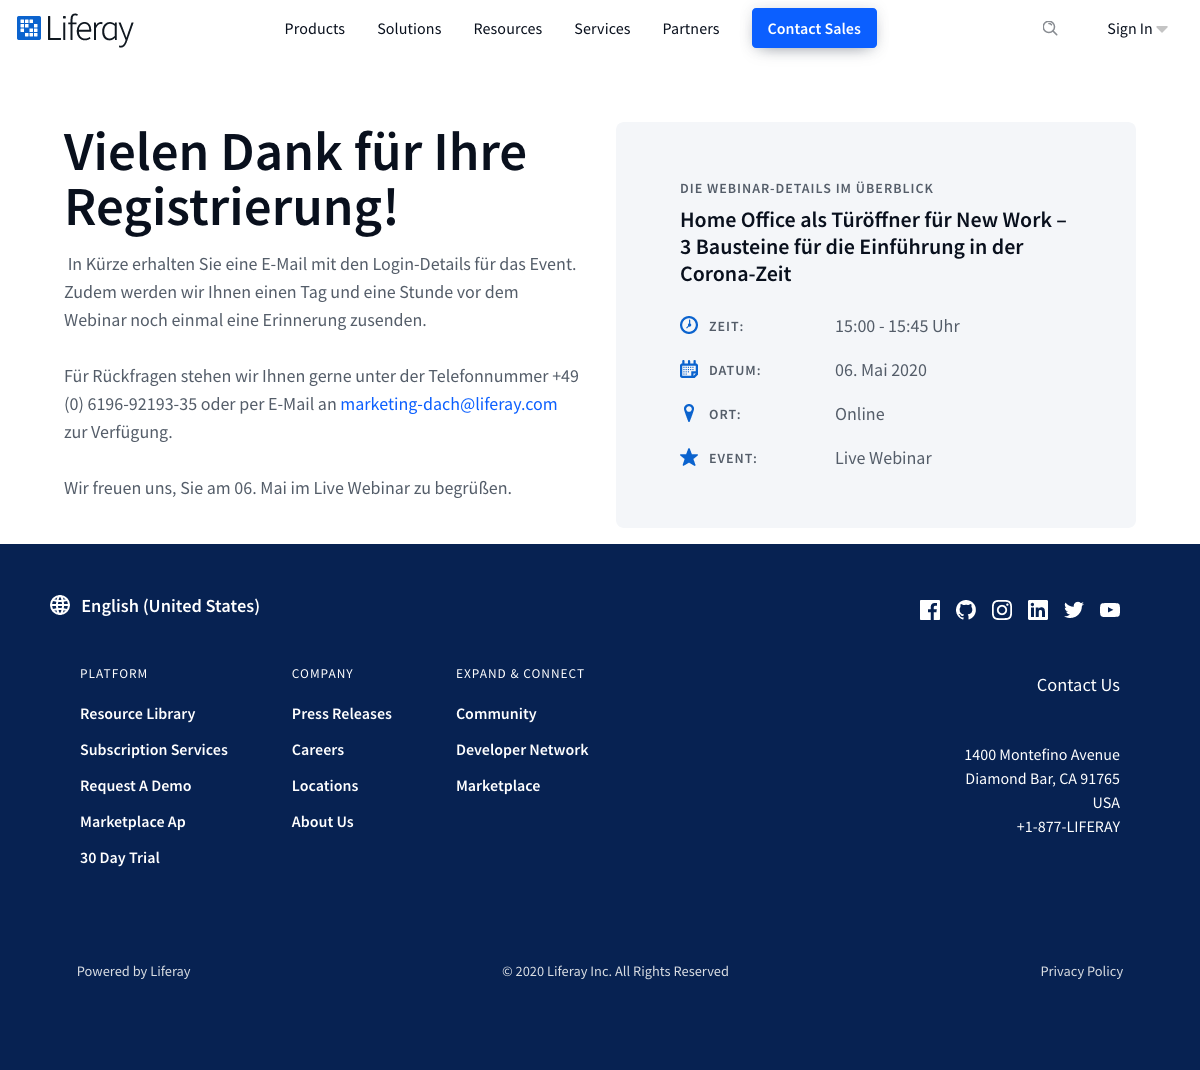 Liferay
Products
Solutions
Resources
Services
Partners
Contact Sales
Sign In
Vielen Dank für Ihre
Registrierung!
In Kürze erhalten Sie eine E-Mail mit den Login-Details für das Event.
Zudem werden wir Ihnen einen Tag und eine Stunde vor dem
Webinar noch einmal eine Erinnerung zusenden.
Für Rückfragen stehen wir Ihnen gerne unter der Telefonnummer +49
(0) 6196-92193-35 oder per E-Mail an marketing-dach@liferay.com
zur Verfügung.
Wir freuen uns, Sie am 06. Mai im Live Webinar zu begrüßen.
DIE WEBINAR-DETAILS IM ÜBERBLICK
Home Office als Türöffner für New Work –
3 Bausteine für die Einführung in der
Corona-Zeit
ZEIT: 15:00 - 15:45 Uhr
DATUM: 06. Mai 2020
ORT: Online
EVENT: Live Webinar
English (United States)
PLATFORM
Resource Library
Subscription Services
Request A Demo
Marketplace Ap
30 Day Trial
COMPANY
Press Releases
Careers
Locations
About Us
EXPAND & CONNECT
Community
Developer Network
Marketplace
Contact Us
1400 Montefino Avenue
Diamond Bar, CA 91765
USA
+1-877-LIFERAY
Powered by Liferay
© 2020 Liferay Inc. All Rights Reserved
Privacy Policy